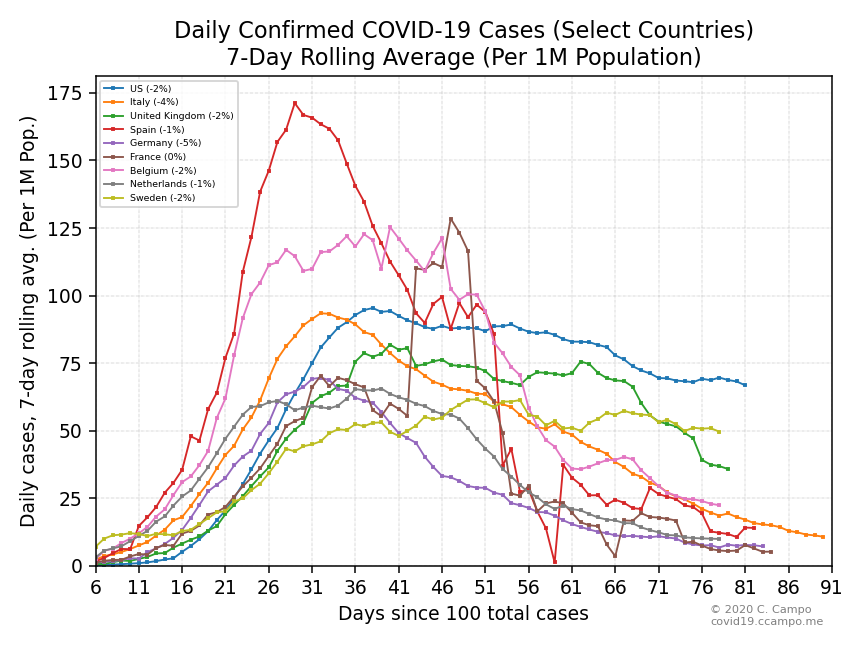 Daily Confirmed COVID-19 Cases (Select Countries)
7-Day Rolling Average (Per 1M Population)
Daily cases, 7-day rolling avg. (Per 1M Pop.)
175
150
125
100
75
50
25
0
US (-2%)
Italy (-4%)
United Kingdom (-2%)
Spain (-1%)
Germany (-5%)
France (0%)
Belgium (-2%)
Netherlands (-1%)
Sweden (-2%)
6 11 16 21 26 31 36 41 46 51 56 61 66 71 76 81 86 91
Days since 100 total cases
© 2020 C. Campo
covid19.ccampo.me